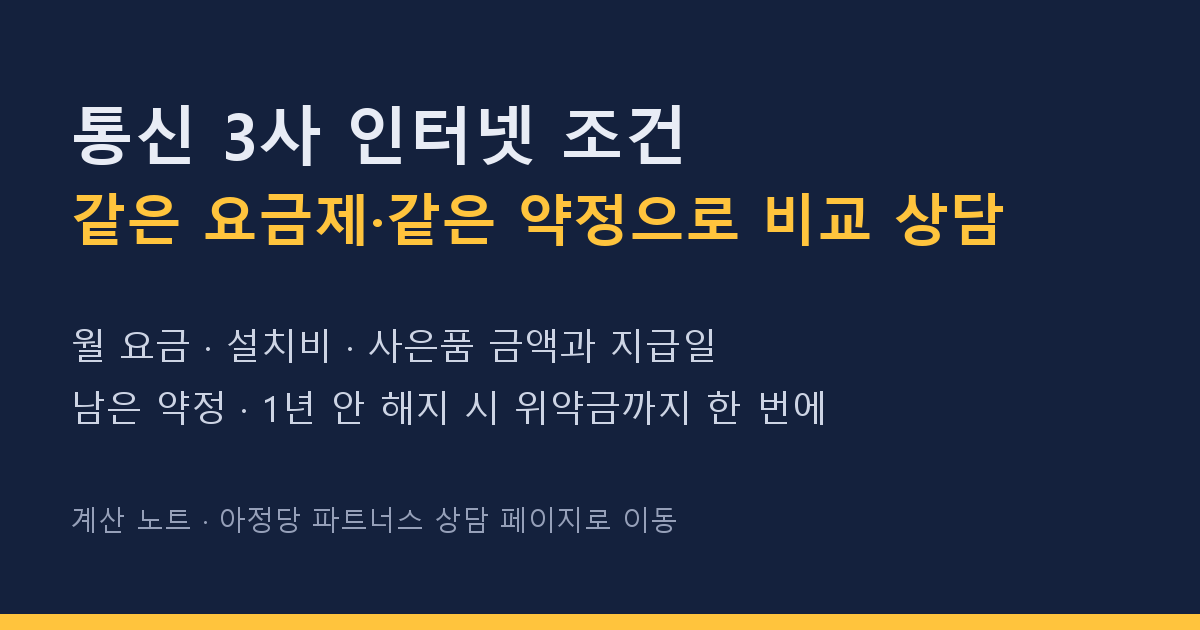 통신 3사 인터넷 조건
같은 요금제·같은 약정으로 비교 상담
월 요금 · 설치비 · 사은품 금액과 지급일
남은 약정 · 1년 안 해지 시 위약금까지 한 번에
계산 노트 · 아정당 파트너스 상담 페이지로 이동